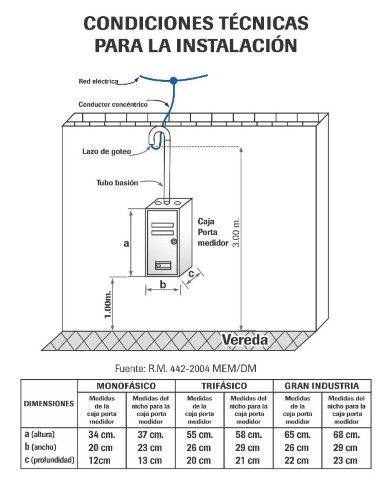 CONDICIONES TÉCNICAS
PARA LA INSTALACIÓN
Red eléctrica
Conductor concéntrico
Lazo de goteo
Tubo basión
Caja
Porta
medidor
3.00 m.
a
b
c
1.00m.
Vereda
Fuente: R.M. 442-2004 MEM/DM
DIMENSIONES MONOFÁSICO TRIFÁSICO GRAN INDUSTRIA
Medidas de la caja porta medidor Medidas del nicho para la caja porta medidor Medidas de la caja porta medidor Medidas del nicho para la caja porta medidor Medidas de la caja porta medidor Medidas del nicho para la caja porta medidor
a (altura) 34 cm. 37 cm. 55 cm. 58 cm. 65 cm. 68 cm.
b (ancho) 20 cm 23 cm 26 cm 29 cm 26 cm 29 cm
c (profundidad) 12cm 13 cm 20 cm 21 cm 22 cm 23 cm